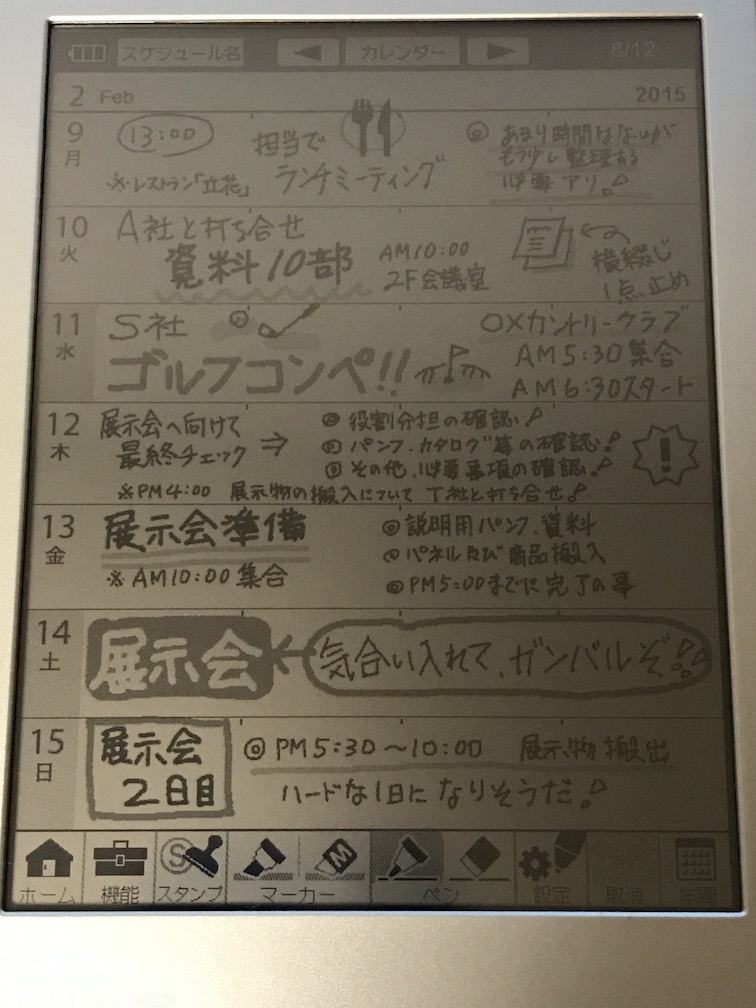 スケジュール名 ◀ カレンダー ▶ 8/12
2 Feb 2015
9 月
13:00 担当で ◎ あまり時間はないが
もう少し整理する
※レストラン「立花」 ランチミーティング 必要アリ!
10 火
A社と打ち合せ
資料10部 AM10:00 横綴じ
2F会議室 1点止め
11 水
S社 OXカントリークラブ
ゴルフコンペ!! AM5:30集合
AM6:30スタート
12 木
展示会へ向けて ◎ 役割分担の確認!
最終チェック ⇒ ◎ パンフ、カタログ等の確認!
◎ その他、必要事項の確認!
※PM4:00 展示物の搬入について T社と打ち合せ!
13 金
展示会準備 ◎ 説明用パンフ、資料
◎ パネル及び商品搬入
※AM10:00集合 ◎ PM5:00までに完了の事
14 土
展示会 ← 気合い入れて、ガンバルぞ!!
15 日
展示会 ◎ PM5:30～10:00 展示物搬出
2日目 ハードな1日になりそうだ!
ホーム 機能 スタンプ マーカー ペン 設定 取消 年間